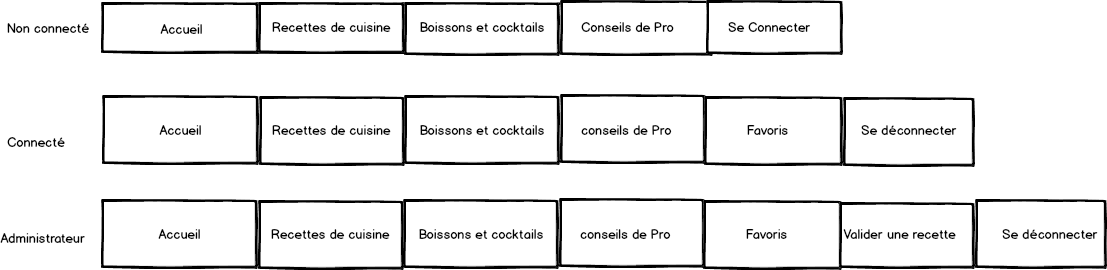 Non connecté
Accueil
Recettes de cuisine
Boissons et cocktails
Conseils de Pro
Se Connecter
Connecté
Accueil
Recettes de cuisine
Boissons et cocktails
conseils de Pro
Favoris
Se déconnecter
Administrateur
Accueil
Recettes de cuisine
Boissons et cocktails
conseils de Pro
Favoris
Valider une recette
Se déconnecter